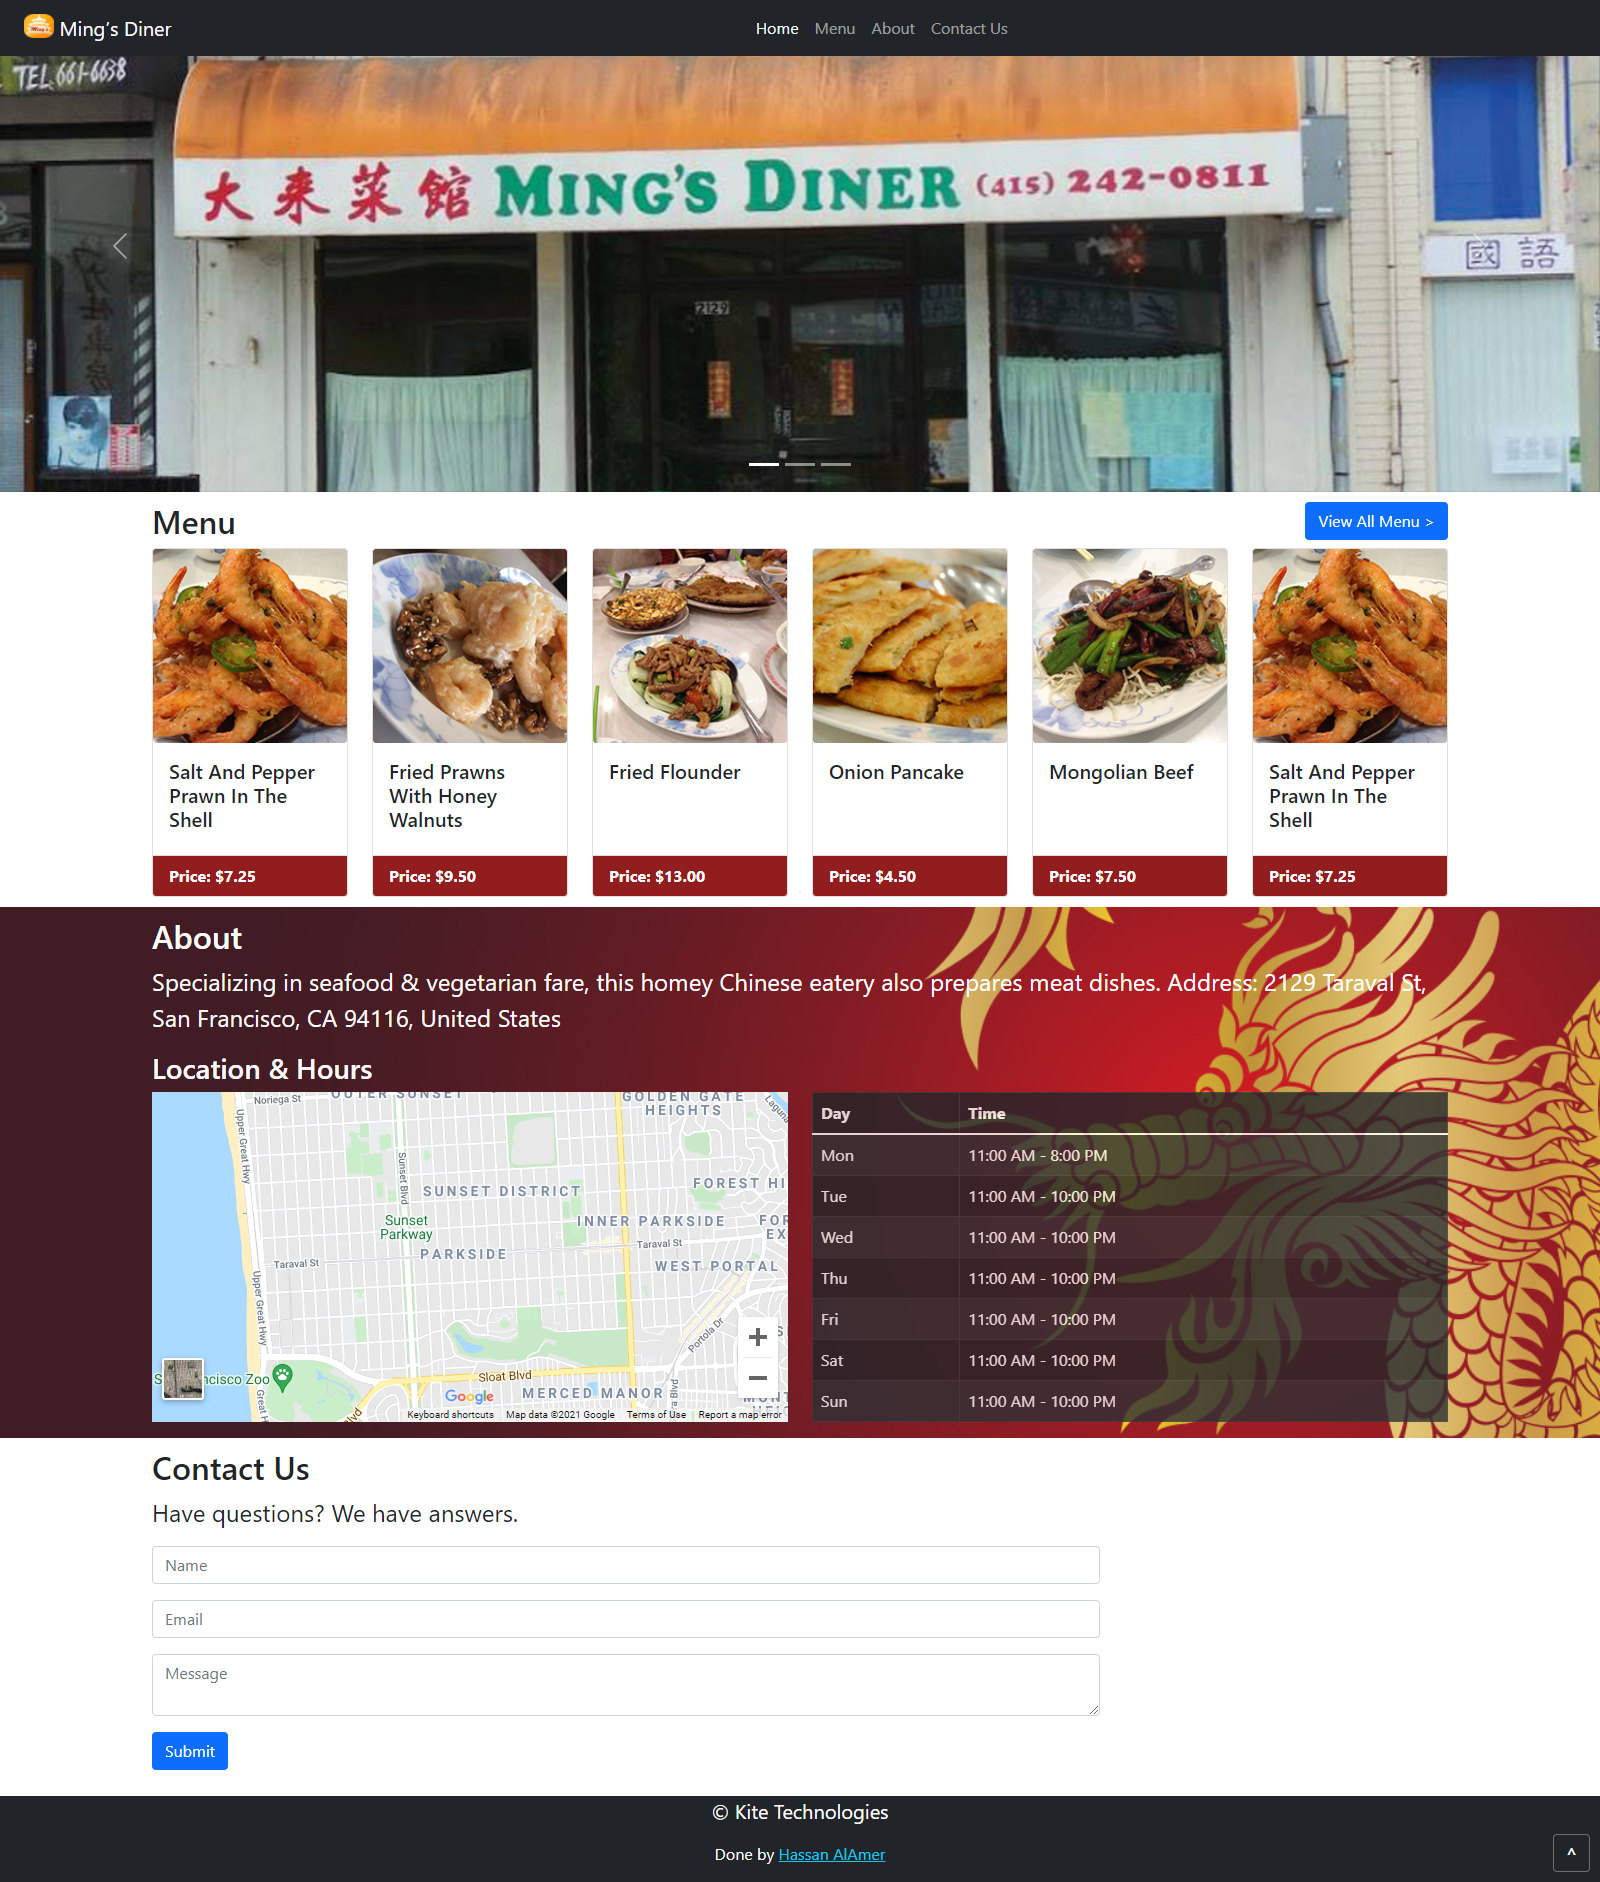 Ming's Diner
Home Menu About Contact Us
TEL.661-6638
大來菜館 MING'S DINER (415) 242-0811
國語
2129
Menu
View All Menu >
Salt And Pepper
Prawn In The
Shell
Price: $7.25
Fried Prawns
With Honey
Walnuts
Price: $9.50
Fried Flounder
Price: $13.00
Onion Pancake
Price: $4.50
Mongolian Beef
Price: $7.50
Salt And Pepper
Prawn In The
Shell
Price: $7.25
About
Specializing in seafood & vegetarian fare, this homey Chinese eatery also prepares meat dishes. Address: 2129 Taraval St,
San Francisco, CA 94116, United States
Location & Hours
Noriega St
OUTER SUNSET
GOLDEN GATE
HEIGHTS
Laguna
Upper Great Hwy
Sunset Blvd
SUNSET DISTRICT
FOREST HI
Sunset
Parkway
INNER PARKSIDE
FOR
EX
PARKSIDE
Taraval St
Taraval St
WEST PORTAL
Upper Great Hwy
Portola Dr
S
ncisco Zoo
Great H
Sloat Blvd
MERCED MANOR
MONT
HEIG
Google
Keyboard shortcuts Map data ©2021 Google Terms of Use Report a map error
Day Time
Mon 11:00 AM - 8:00 PM
Tue 11:00 AM - 10:00 PM
Wed 11:00 AM - 10:00 PM
Thu 11:00 AM - 10:00 PM
Fri 11:00 AM - 10:00 PM
Sat 11:00 AM - 10:00 PM
Sun 11:00 AM - 10:00 PM
Contact Us
Have questions? We have answers.
Name
Email
Message
Submit
© Kite Technologies
Done by Hassan AlAmer
^